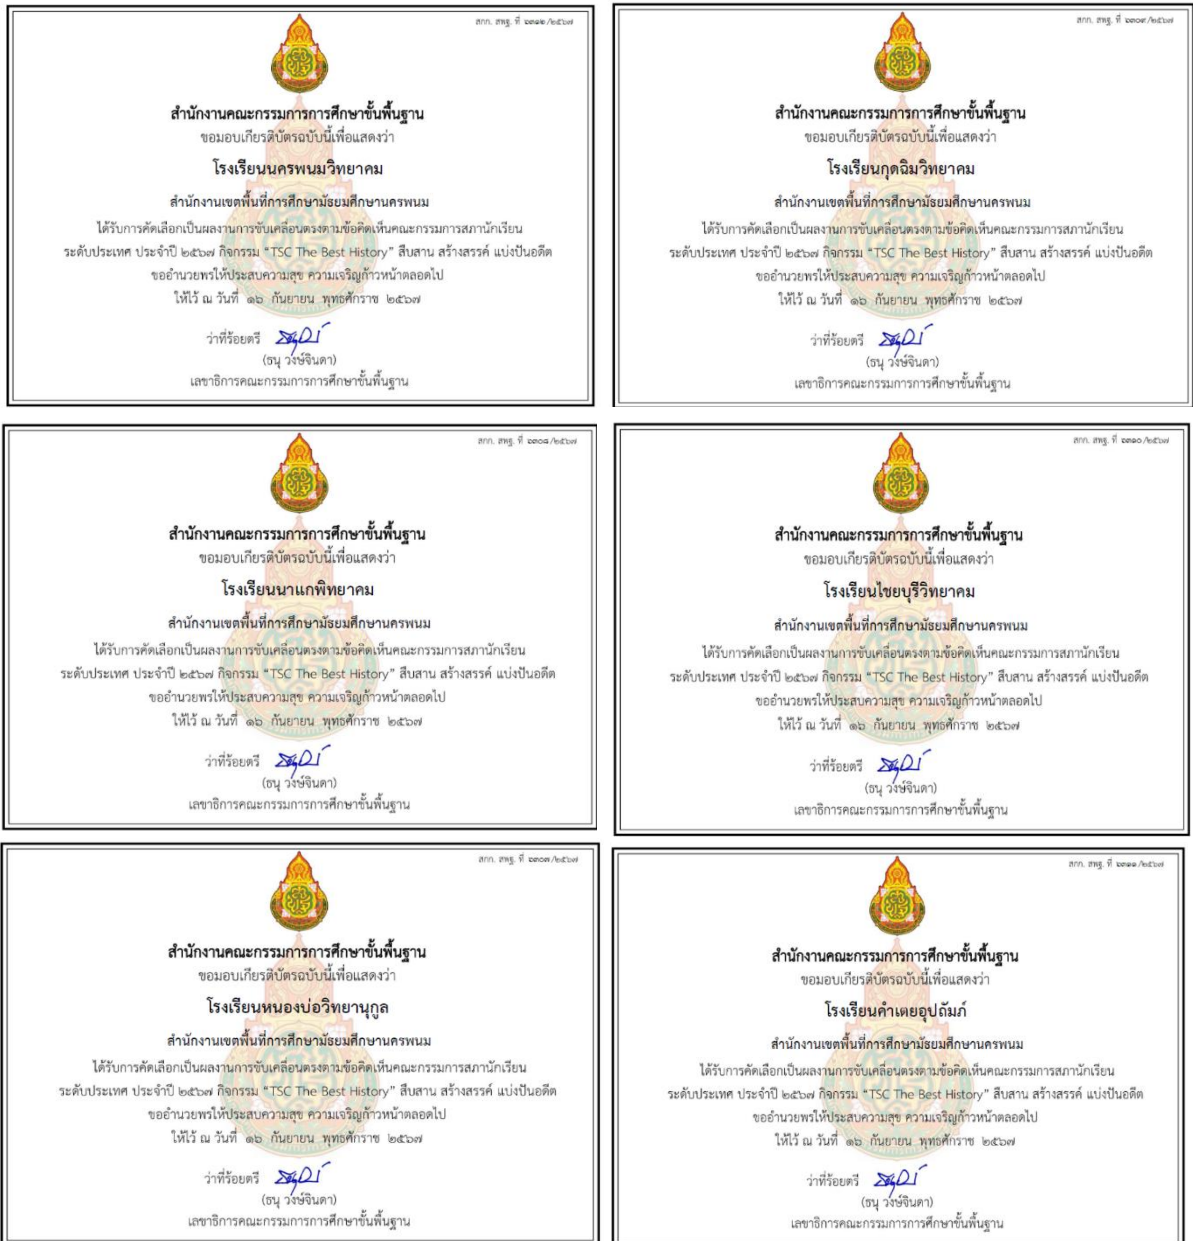 สกก. สพฐ. ที่ ๖๓๑๒/๒๕๖๗
สำนักงานคณะกรรมการการศึกษาขั้นพื้นฐาน
ขอมอบเกียรติบัตรฉบับนี้เพื่อแสดงว่า
โรงเรียนนครพนมวิทยาคม
สำนักงานเขตพื้นที่การศึกษามัธยมศึกษานครพนม
ได้รับการคัดเลือกเป็นผลงานการขับเคลื่อนตรงตามข้อคิดเห็นคณะกรรมการสภานักเรียน
ระดับประเทศ ประจำปี ๒๕๖๗ กิจกรรม “TSC The Best History” สืบสาน สร้างสรรค์ แบ่งปันอดีต
ขออำนวยพรให้ประสบความสุข ความเจริญก้าวหน้าตลอดไป
ให้ไว้ ณ วันที่ ๑๖ กันยายน พุทธศักราช ๒๕๖๗
ว่าที่ร้อยตรี
(ธนุ วงษ์จินดา)
เลขาธิการคณะกรรมการการศึกษาขั้นพื้นฐาน
สกก. สพฐ. ที่ ๖๓๐๙/๒๕๖๗
สำนักงานคณะกรรมการการศึกษาขั้นพื้นฐาน
ขอมอบเกียรติบัตรฉบับนี้เพื่อแสดงว่า
โรงเรียนกุดฉิมวิทยาคม
สำนักงานเขตพื้นที่การศึกษามัธยมศึกษานครพนม
ได้รับการคัดเลือกเป็นผลงานการขับเคลื่อนตรงตามข้อคิดเห็นคณะกรรมการสภานักเรียน
ระดับประเทศ ประจำปี ๒๕๖๗ กิจกรรม “TSC The Best History” สืบสาน สร้างสรรค์ แบ่งปันอดีต
ขออำนวยพรให้ประสบความสุข ความเจริญก้าวหน้าตลอดไป
ให้ไว้ ณ วันที่ ๑๖ กันยายน พุทธศักราช ๒๕๖๗
ว่าที่ร้อยตรี
(ธนุ วงษ์จินดา)
เลขาธิการคณะกรรมการการศึกษาขั้นพื้นฐาน
สกก. สพฐ. ที่ ๖๓๐๘/๒๕๖๗
สำนักงานคณะกรรมการการศึกษาขั้นพื้นฐาน
ขอมอบเกียรติบัตรฉบับนี้เพื่อแสดงว่า
โรงเรียนนาแกพิทยาคม
สำนักงานเขตพื้นที่การศึกษามัธยมศึกษานครพนม
ได้รับการคัดเลือกเป็นผลงานการขับเคลื่อนตรงตามข้อคิดเห็นคณะกรรมการสภานักเรียน
ระดับประเทศ ประจำปี ๒๕๖๗ กิจกรรม “TSC The Best History” สืบสาน สร้างสรรค์ แบ่งปันอดีต
ขออำนวยพรให้ประสบความสุข ความเจริญก้าวหน้าตลอดไป
ให้ไว้ ณ วันที่ ๑๖ กันยายน พุทธศักราช ๒๕๖๗
ว่าที่ร้อยตรี
(ธนุ วงษ์จินดา)
เลขาธิการคณะกรรมการการศึกษาขั้นพื้นฐาน
สกก. สพฐ. ที่ ๖๓๑๐/๒๕๖๗
สำนักงานคณะกรรมการการศึกษาขั้นพื้นฐาน
ขอมอบเกียรติบัตรฉบับนี้เพื่อแสดงว่า
โรงเรียนไชยบุรีวิทยาคม
สำนักงานเขตพื้นที่การศึกษามัธยมศึกษานครพนม
ได้รับการคัดเลือกเป็นผลงานการขับเคลื่อนตรงตามข้อคิดเห็นคณะกรรมการสภานักเรียน
ระดับประเทศ ประจำปี ๒๕๖๗ กิจกรรม “TSC The Best History” สืบสาน สร้างสรรค์ แบ่งปันอดีต
ขออำนวยพรให้ประสบความสุข ความเจริญก้าวหน้าตลอดไป
ให้ไว้ ณ วันที่ ๑๖ กันยายน พุทธศักราช ๒๕๖๗
ว่าที่ร้อยตรี
(ธนุ วงษ์จินดา)
เลขาธิการคณะกรรมการการศึกษาขั้นพื้นฐาน
สกก. สพฐ. ที่ ๖๓๐๗/๒๕๖๗
สำนักงานคณะกรรมการการศึกษาขั้นพื้นฐาน
ขอมอบเกียรติบัตรฉบับนี้เพื่อแสดงว่า
โรงเรียนหนองบ่อวิทยานุกูล
สำนักงานเขตพื้นที่การศึกษามัธยมศึกษานครพนม
ได้รับการคัดเลือกเป็นผลงานการขับเคลื่อนตรงตามข้อคิดเห็นคณะกรรมการสภานักเรียน
ระดับประเทศ ประจำปี ๒๕๖๗ กิจกรรม “TSC The Best History” สืบสาน สร้างสรรค์ แบ่งปันอดีต
ขออำนวยพรให้ประสบความสุข ความเจริญก้าวหน้าตลอดไป
ให้ไว้ ณ วันที่ ๑๖ กันยายน พุทธศักราช ๒๕๖๗
ว่าที่ร้อยตรี
(ธนุ วงษ์จินดา)
เลขาธิการคณะกรรมการการศึกษาขั้นพื้นฐาน
สกก. สพฐ. ที่ ๖๓๑๑/๒๕๖๗
สำนักงานคณะกรรมการการศึกษาขั้นพื้นฐาน
ขอมอบเกียรติบัตรฉบับนี้เพื่อแสดงว่า
โรงเรียนคำเตยอุปถัมภ์
สำนักงานเขตพื้นที่การศึกษามัธยมศึกษานครพนม
ได้รับการคัดเลือกเป็นผลงานการขับเคลื่อนตรงตามข้อคิดเห็นคณะกรรมการสภานักเรียน
ระดับประเทศ ประจำปี ๒๕๖๗ กิจกรรม “TSC The Best History” สืบสาน สร้างสรรค์ แบ่งปันอดีต
ขออำนวยพรให้ประสบความสุข ความเจริญก้าวหน้าตลอดไป
ให้ไว้ ณ วันที่ ๑๖ กันยายน พุทธศักราช ๒๕๖๗
ว่าที่ร้อยตรี
(ธนุ วงษ์จินดา)
เลขาธิการคณะกรรมการการศึกษาขั้นพื้นฐาน